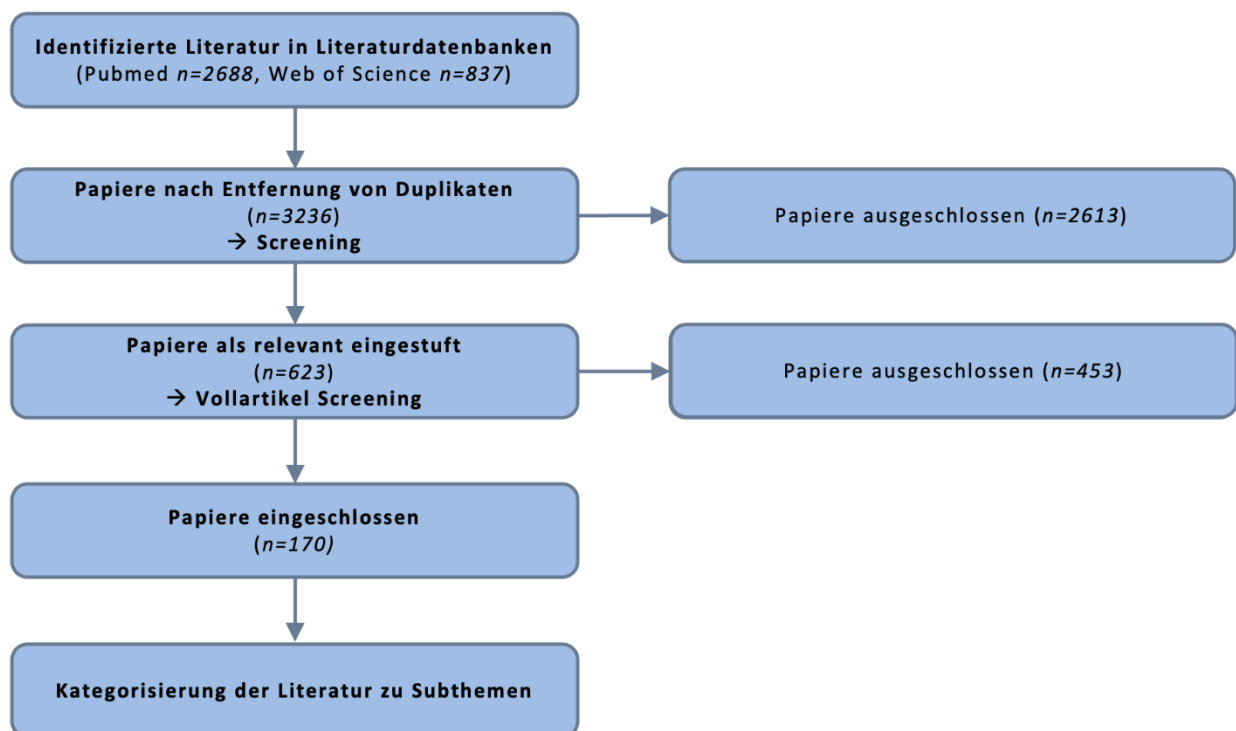 Identifizierte Literatur in Literaturdatenbanken
(Pubmed n=2688, Web of Science n=837)
Papiere nach Entfernung von Duplikaten
(n=3236)
→ Screening
Papiere ausgeschlossen (n=2613)
Papiere als relevant eingestuft
(n=623)
→ Vollartikel Screening
Papiere ausgeschlossen (n=453)
Papiere eingeschlossen
(n=170)
Kategorisierung der Literatur zu Subthemen